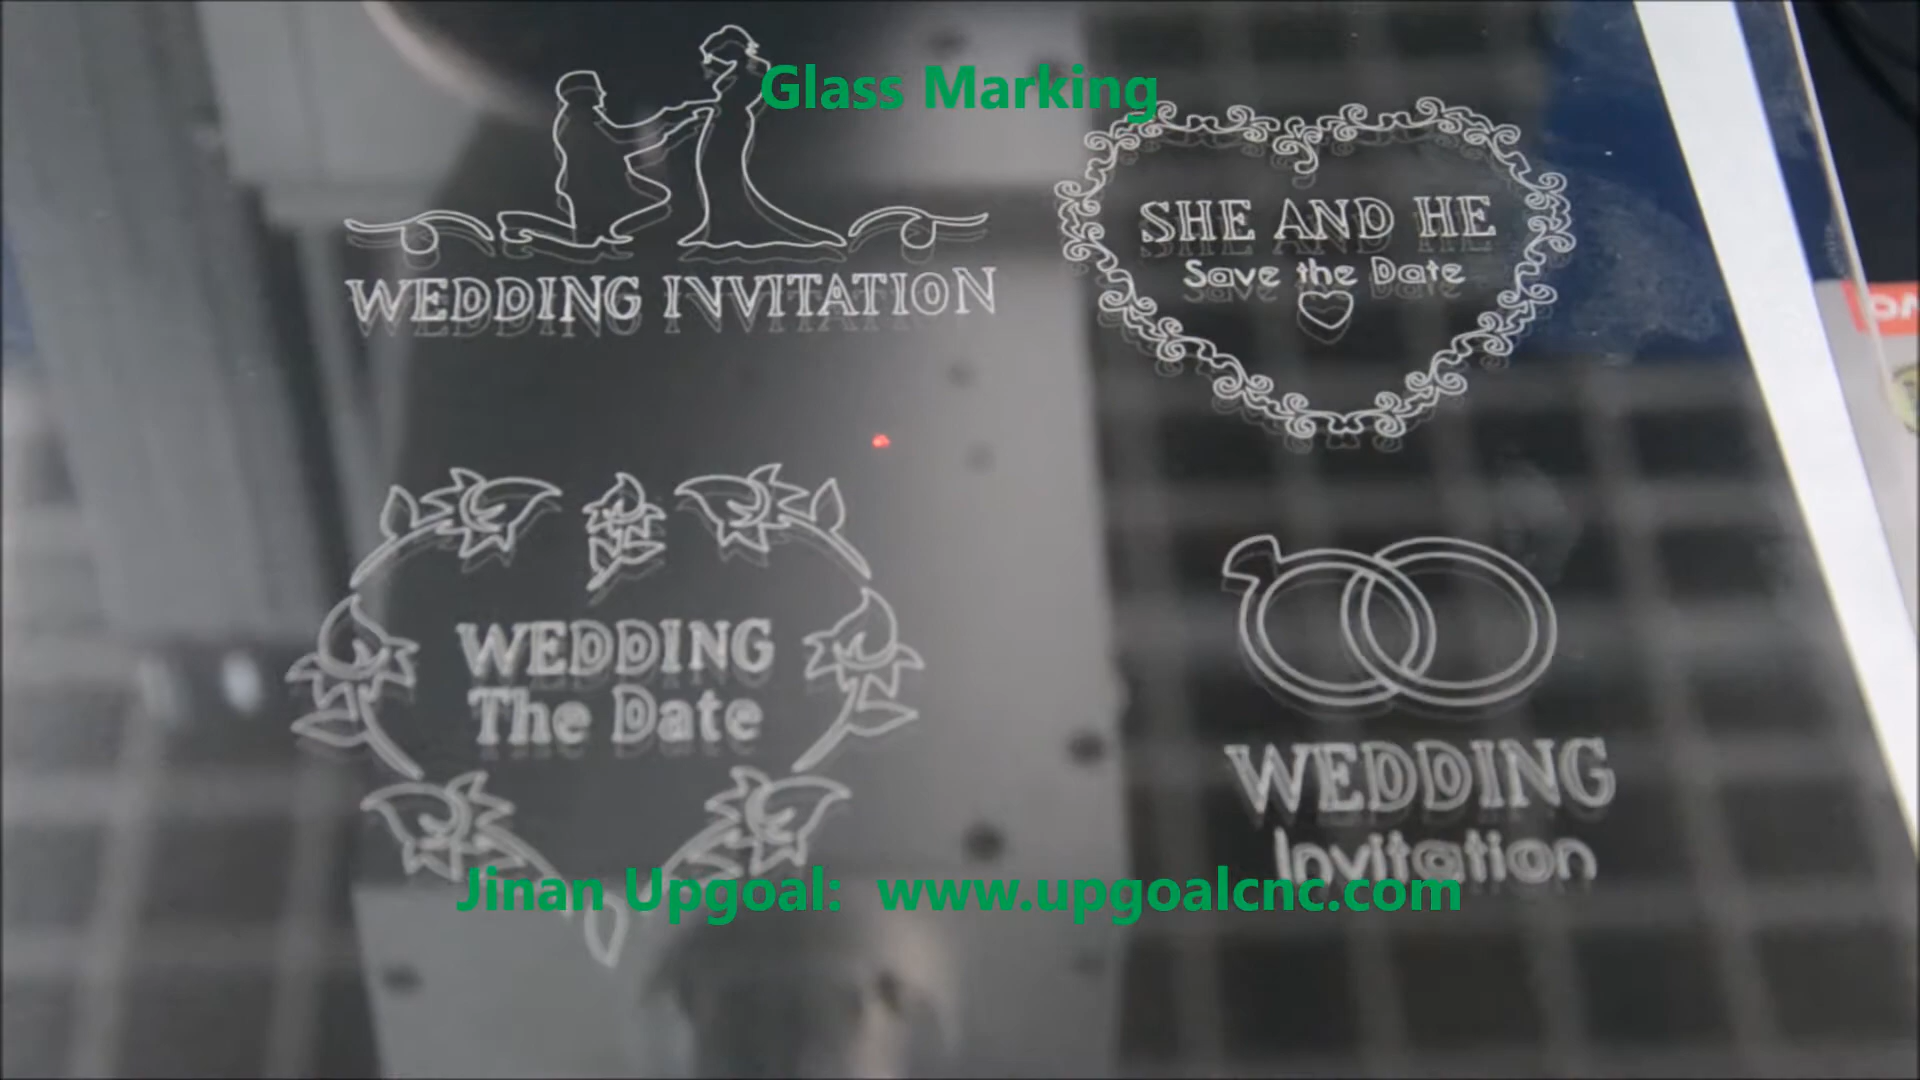 Glass Marking
WEDDING INVITATION
SHE AND HE
Save the Date
WEDDING
The Date
WEDDING
Invitation
Jinan Upgoal: www.upgoalcnc.com